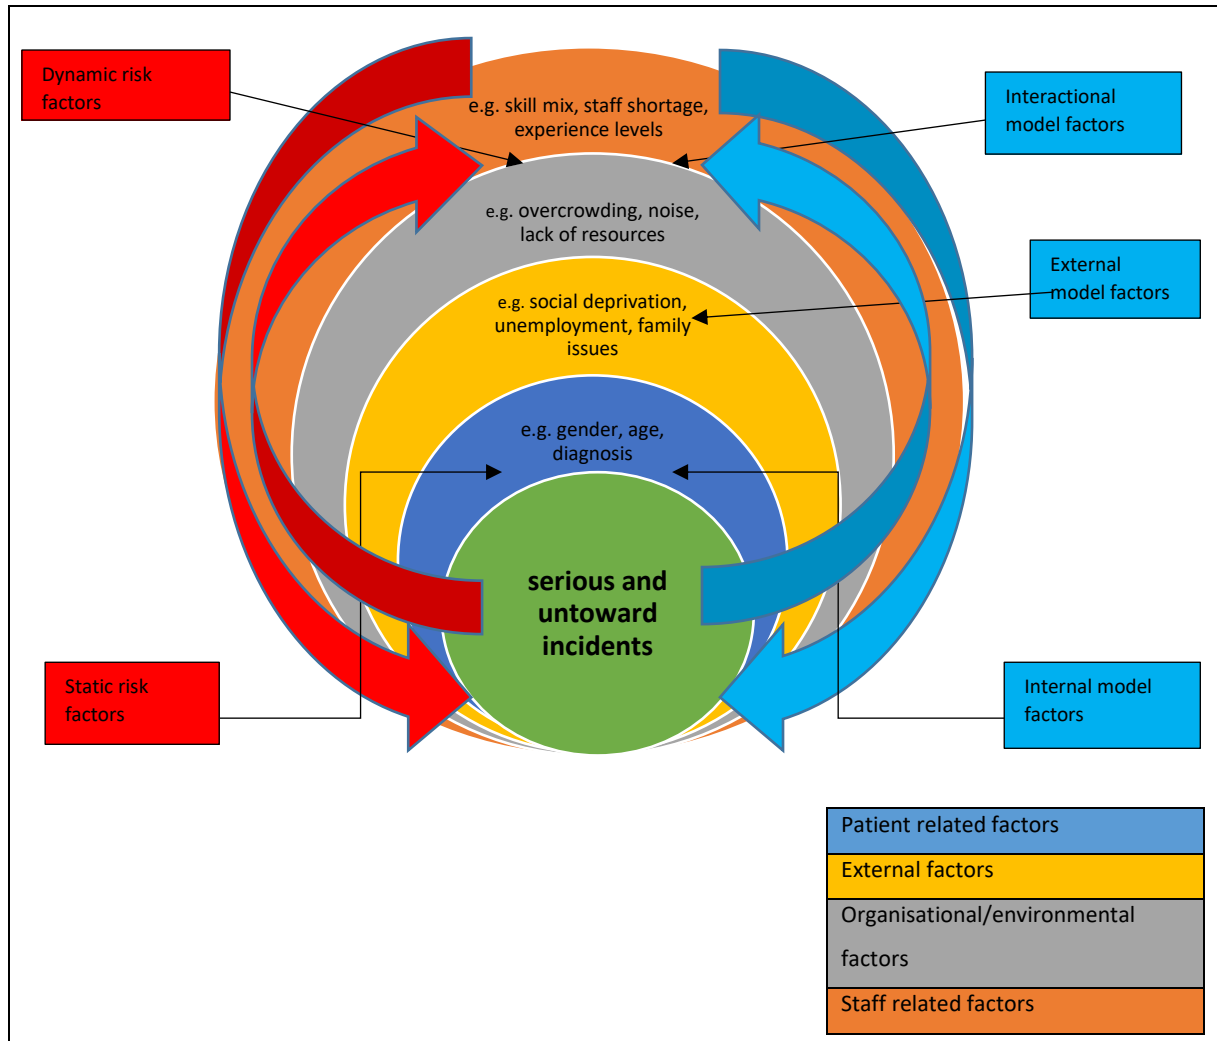 Dynamic risk
factors
e.g. skill mix, staff shortage,
experience levels
Interactional
model factors
e.g. overcrowding, noise,
lack of resources
External
model factors
e.g. social deprivation,
unemployment, family
issues
e.g. gender, age,
diagnosis
serious and
untoward
incidents
Static risk
factors
Internal model
factors
Patient related factors
External factors
Organisational/environmental
factors
Staff related factors